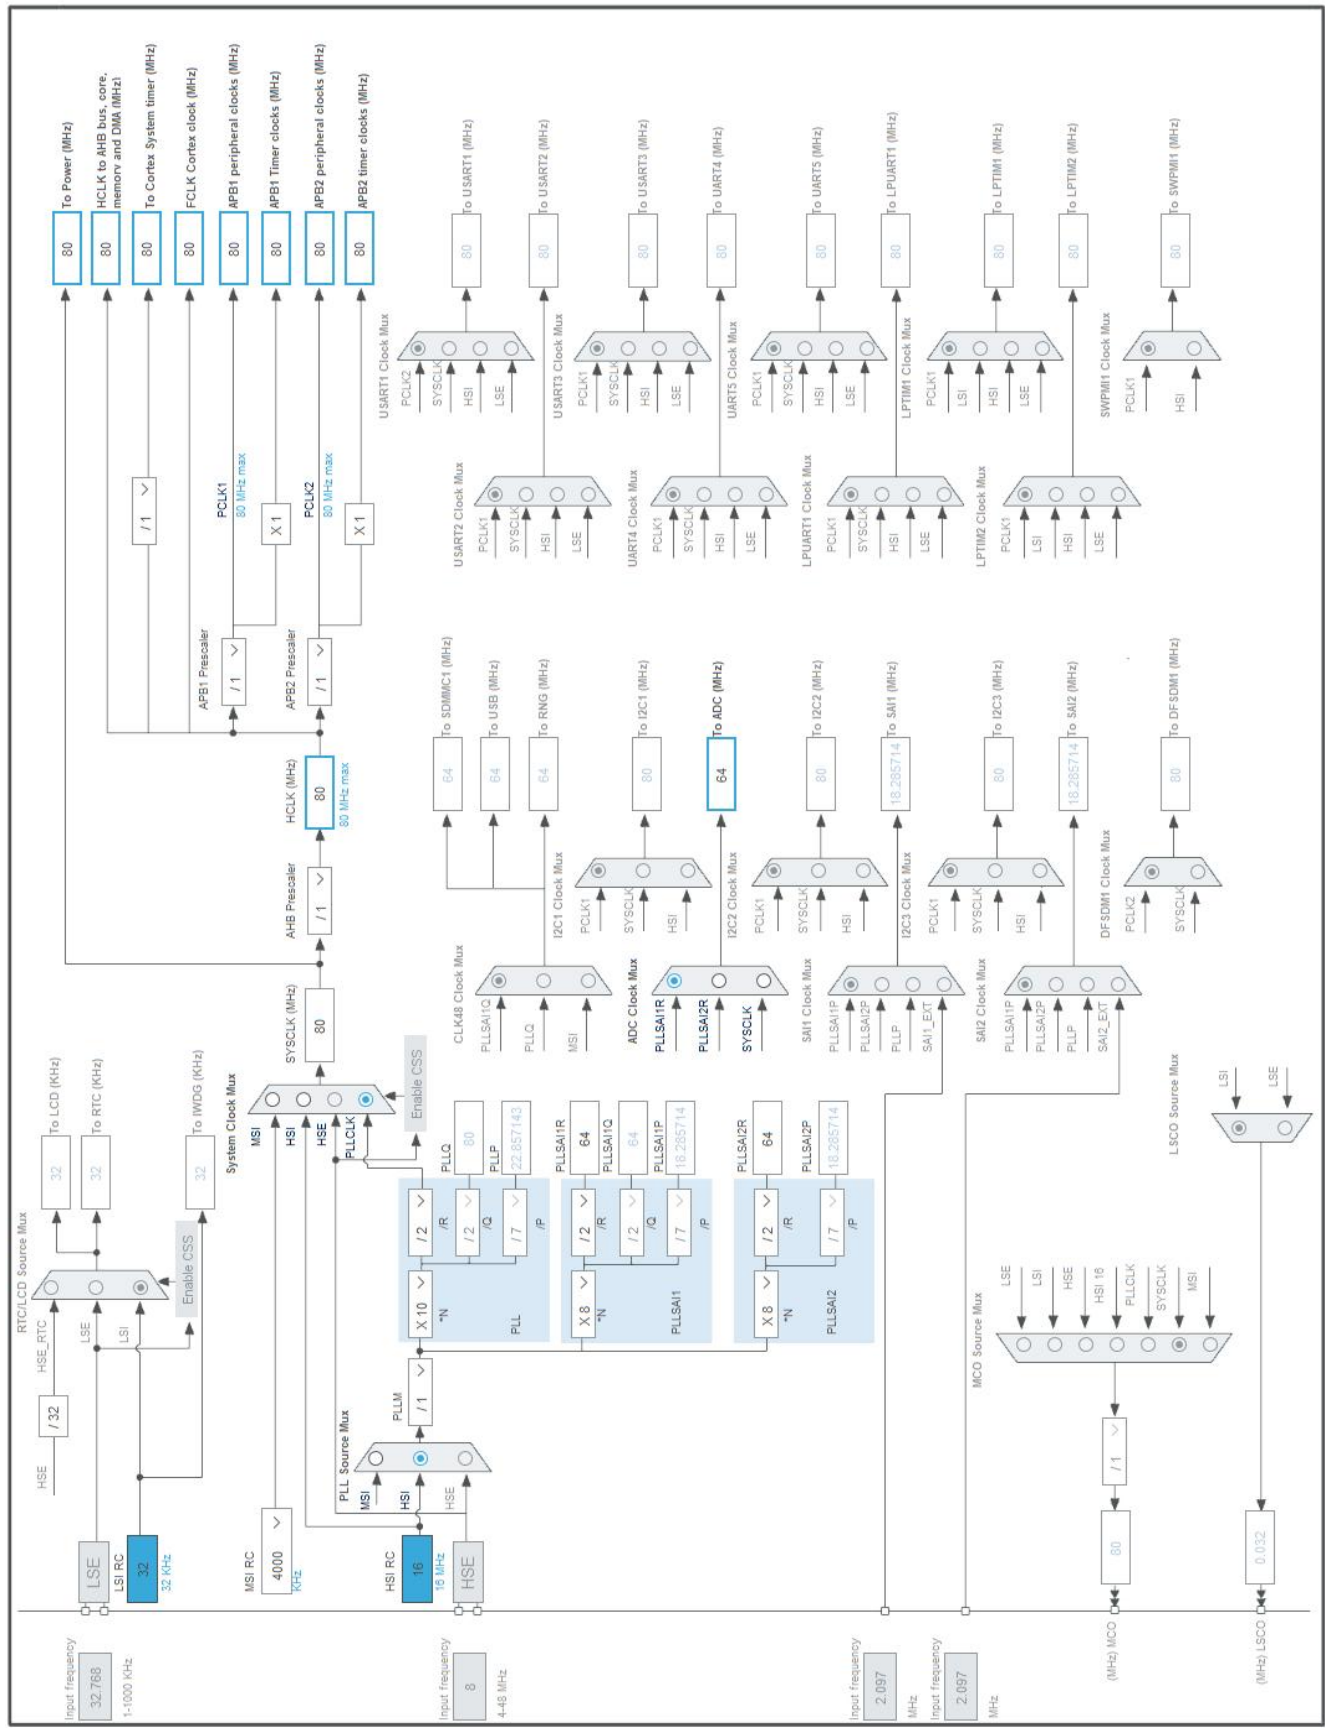 Input frequency
32.768
1-1000 KHz
LSE
LSI RC
32
32 KHz
HSE
/ 32
HSE_RTC
LSE
LSI
RTC/LCD Source Mux
Enable CSS
32
To LCD (KHz)
32
To RTC (KHz)
32
To IWDG (KHz)
MSI RC
4000
KHz
HSI RC
16
16 MHz
Input frequency
8
4-48 MHz
HSE
PLL Source Mux
MSI
HSI
HSE
PLLM
/ 1
X 10
*N
PLL
/ 2
/R
/ 2
/Q
/ 7
/P
PLLQ
80
PLLP
22.857143
X 8
*N
PLLSAI1
/ 2
/R
/ 2
/Q
/ 7
/P
PLLSAI1R
64
PLLSAI1Q
64
PLLSAI1P
18.285714
X 8
*N
PLLSAI2
/ 2
/R
/ 7
/P
PLLSAI2R
64
PLLSAI2P
18.285714
System Clock Mux
MSI
HSI
HSE
PLLCLK
Enable CSS
SYSCLK (MHz)
80
AHB Prescaler
/ 1
HCLK (MHz)
80
80 MHz max
APB1 Prescaler
/ 1
APB2 Prescaler
/ 1
/ 1
PCLK1
80 MHz max
X 1
PCLK2
80 MHz max
X 1
80
To Power (MHz)
80
HCLK to AHB bus, core,
memory and DMA (MHz)
80
To Cortex System timer (MHz)
80
FCLK Cortex clock (MHz)
80
APB1 peripheral clocks (MHz)
80
APB1 Timer clocks (MHz)
80
APB2 peripheral clocks (MHz)
80
APB2 timer clocks (MHz)
CLK48 Clock Mux
PLLSAI1Q
PLLQ
MSI
64
To SDMMC1 (MHz)
64
To USB (MHz)
64
To RNG (MHz)
I2C1 Clock Mux
PCLK1
SYSCLK
HSI
80
To I2C1 (MHz)
ADC Clock Mux
PLLSAI1R
PLLSAI2R
SYSCLK
64
To ADC (MHz)
I2C2 Clock Mux
PCLK1
SYSCLK
HSI
80
To I2C2 (MHz)
SAI1 Clock Mux
PLLSAI1P
PLLSAI2P
PLLP
SAI1_EXT
18.285714
To SAI1 (MHz)
I2C3 Clock Mux
PCLK1
SYSCLK
HSI
80
To I2C3 (MHz)
SAI2 Clock Mux
PLLSAI1P
PLLSAI2P
PLLP
SAI2_EXT
18.285714
To SAI2 (MHz)
DFSDM1 Clock Mux
PCLK2
SYSCLK
80
To DFSDM1 (MHz)
USART1 Clock Mux
PCLK2
SYSCLK
HSI
LSE
80
To USART1 (MHz)
USART2 Clock Mux
PCLK1
SYSCLK
HSI
LSE
80
To USART2 (MHz)
USART3 Clock Mux
PCLK1
SYSCLK
HSI
LSE
80
To USART3 (MHz)
UART4 Clock Mux
PCLK1
SYSCLK
HSI
LSE
80
To UART4 (MHz)
UART5 Clock Mux
PCLK1
SYSCLK
HSI
LSE
80
To UART5 (MHz)
LPUART1 Clock Mux
PCLK1
SYSCLK
HSI
LSE
80
To LPUART1 (MHz)
LPTIM1 Clock Mux
PCLK1
LSI
HSI
LSE
80
To LPTIM1 (MHz)
LPTIM2 Clock Mux
PCLK1
LSI
HSI
LSE
80
To LPTIM2 (MHz)
SWPMI1 Clock Mux
PCLK1
HSI
80
To SWPMI1 (MHz)
Input frequency
2.097
MHz
Input frequency
2.097
MHz
MCO Source Mux
LSE
LSI
HSE
HSI 16
PLLCLK
SYSCLK
MSI
/ 1
80
(MHz) MCO
LSCO Source Mux
LSI
LSE
0.032
(MHz) LSCO